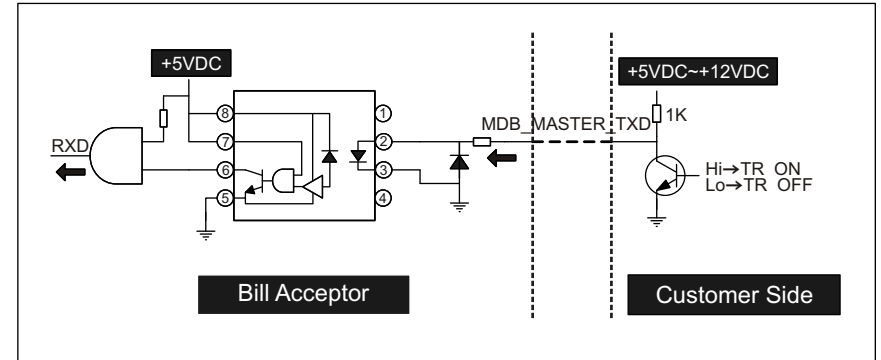 +5VDC
+5VDC~+12VDC
8
1
MDB_MASTER_TXD
1K
RXD
7
2
6
3
Hi→TR ON
Lo→TR OFF
5
4
Bill Acceptor
Customer Side